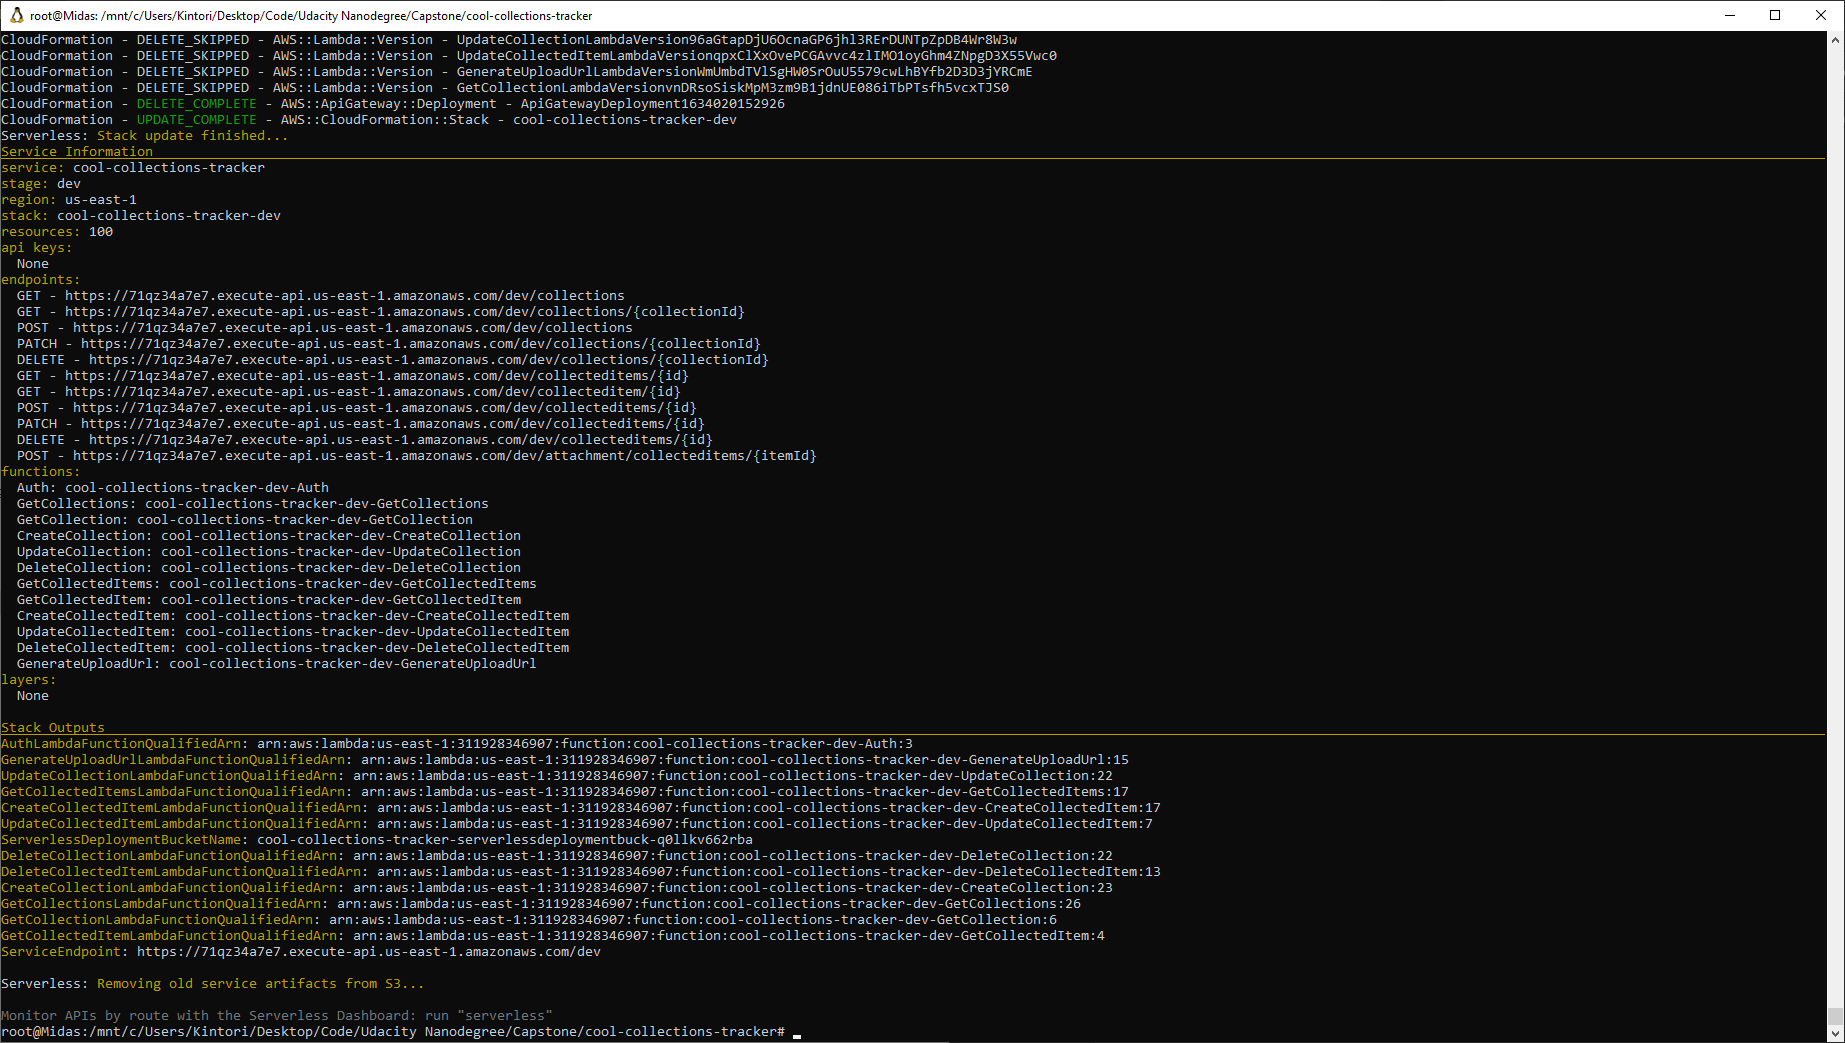 root@Midas: /mnt/c/Users/Kintori/Desktop/Code/Udacity Nanodegree/Capstone/cool-collections-tracker
CloudFormation - DELETE_SKIPPED - AWS::Lambda::Version - UpdateCollectionLambdaVersion96aGtapDjU6OcnaGP6jhl3RErDUNTpZpDB4Wr8W3w
CloudFormation - DELETE_SKIPPED - AWS::Lambda::Version - UpdateCollectedItemLambdaVersionqpxClXxOvePCGAvvc4zlIMO1oyGhm4ZNpgD3X55Vwc0
CloudFormation - DELETE_SKIPPED - AWS::Lambda::Version - GenerateUploadUrlLambdaVersionWmUmbdTVlSgHW0SrOuU5579cwLhBYfb2D3D3jYRCmE
CloudFormation - DELETE_SKIPPED - AWS::Lambda::Version - GetCollectionLambdaVersionvnDRsoSiskMpM3zm9B1jdnUE086iTbPTsfh5vcxTJS0
CloudFormation - DELETE_COMPLETE - AWS::ApiGateway::Deployment - ApiGatewayDeployment1634020152926
CloudFormation - UPDATE_COMPLETE - AWS::CloudFormation::Stack - cool-collections-tracker-dev
Serverless: Stack update finished...
Service Information
service: cool-collections-tracker
stage: dev
region: us-east-1
stack: cool-collections-tracker-dev
resources: 100
api keys:
None
endpoints:
GET - https://71qz34a7e7.execute-api.us-east-1.amazonaws.com/dev/collections
GET - https://71qz34a7e7.execute-api.us-east-1.amazonaws.com/dev/collections/{collectionId}
POST - https://71qz34a7e7.execute-api.us-east-1.amazonaws.com/dev/collections
PATCH - https://71qz34a7e7.execute-api.us-east-1.amazonaws.com/dev/collections/{collectionId}
DELETE - https://71qz34a7e7.execute-api.us-east-1.amazonaws.com/dev/collections/{collectionId}
GET - https://71qz34a7e7.execute-api.us-east-1.amazonaws.com/dev/collecteditems/{id}
GET - https://71qz34a7e7.execute-api.us-east-1.amazonaws.com/dev/collecteditem/{id}
POST - https://71qz34a7e7.execute-api.us-east-1.amazonaws.com/dev/collecteditems/{id}
PATCH - https://71qz34a7e7.execute-api.us-east-1.amazonaws.com/dev/collecteditems/{id}
DELETE - https://71qz34a7e7.execute-api.us-east-1.amazonaws.com/dev/collecteditems/{id}
POST - https://71qz34a7e7.execute-api.us-east-1.amazonaws.com/dev/attachment/collecteditems/{itemId}
functions:
Auth: cool-collections-tracker-dev-Auth
GetCollections: cool-collections-tracker-dev-GetCollections
GetCollection: cool-collections-tracker-dev-GetCollection
CreateCollection: cool-collections-tracker-dev-CreateCollection
UpdateCollection: cool-collections-tracker-dev-UpdateCollection
DeleteCollection: cool-collections-tracker-dev-DeleteCollection
GetCollectedItems: cool-collections-tracker-dev-GetCollectedItems
GetCollectedItem: cool-collections-tracker-dev-GetCollectedItem
CreateCollectedItem: cool-collections-tracker-dev-CreateCollectedItem
UpdateCollectedItem: cool-collections-tracker-dev-UpdateCollectedItem
DeleteCollectedItem: cool-collections-tracker-dev-DeleteCollectedItem
GenerateUploadUrl: cool-collections-tracker-dev-GenerateUploadUrl
layers:
None
Stack Outputs
AuthLambdaFunctionQualifiedArn: arn:aws:lambda:us-east-1:311928346907:function:cool-collections-tracker-dev-Auth:3
GenerateUploadUrlLambdaFunctionQualifiedArn: arn:aws:lambda:us-east-1:311928346907:function:cool-collections-tracker-dev-GenerateUploadUrl:15
UpdateCollectionLambdaFunctionQualifiedArn: arn:aws:lambda:us-east-1:311928346907:function:cool-collections-tracker-dev-UpdateCollection:22
GetCollectedItemsLambdaFunctionQualifiedArn: arn:aws:lambda:us-east-1:311928346907:function:cool-collections-tracker-dev-GetCollectedItems:17
CreateCollectedItemLambdaFunctionQualifiedArn: arn:aws:lambda:us-east-1:311928346907:function:cool-collections-tracker-dev-CreateCollectedItem:17
UpdateCollectedItemLambdaFunctionQualifiedArn: arn:aws:lambda:us-east-1:311928346907:function:cool-collections-tracker-dev-UpdateCollectedItem:7
ServerlessDeploymentBucketName: cool-collections-tracker-serverlessdeploymentbuck-q0llkv662rba
DeleteCollectionLambdaFunctionQualifiedArn: arn:aws:lambda:us-east-1:311928346907:function:cool-collections-tracker-dev-DeleteCollection:22
DeleteCollectedItemLambdaFunctionQualifiedArn: arn:aws:lambda:us-east-1:311928346907:function:cool-collections-tracker-dev-DeleteCollectedItem:13
CreateCollectionLambdaFunctionQualifiedArn: arn:aws:lambda:us-east-1:311928346907:function:cool-collections-tracker-dev-CreateCollection:23
GetCollectionsLambdaFunctionQualifiedArn: arn:aws:lambda:us-east-1:311928346907:function:cool-collections-tracker-dev-GetCollections:26
GetCollectionLambdaFunctionQualifiedArn: arn:aws:lambda:us-east-1:311928346907:function:cool-collections-tracker-dev-GetCollection:6
GetCollectedItemLambdaFunctionQualifiedArn: arn:aws:lambda:us-east-1:311928346907:function:cool-collections-tracker-dev-GetCollectedItem:4
ServiceEndpoint: https://71qz34a7e7.execute-api.us-east-1.amazonaws.com/dev
Serverless: Removing old service artifacts from S3...
Monitor APIs by route with the Serverless Dashboard: run "serverless"
root@Midas:/mnt/c/Users/Kintori/Desktop/Code/Udacity Nanodegree/Capstone/cool-collections-tracker#